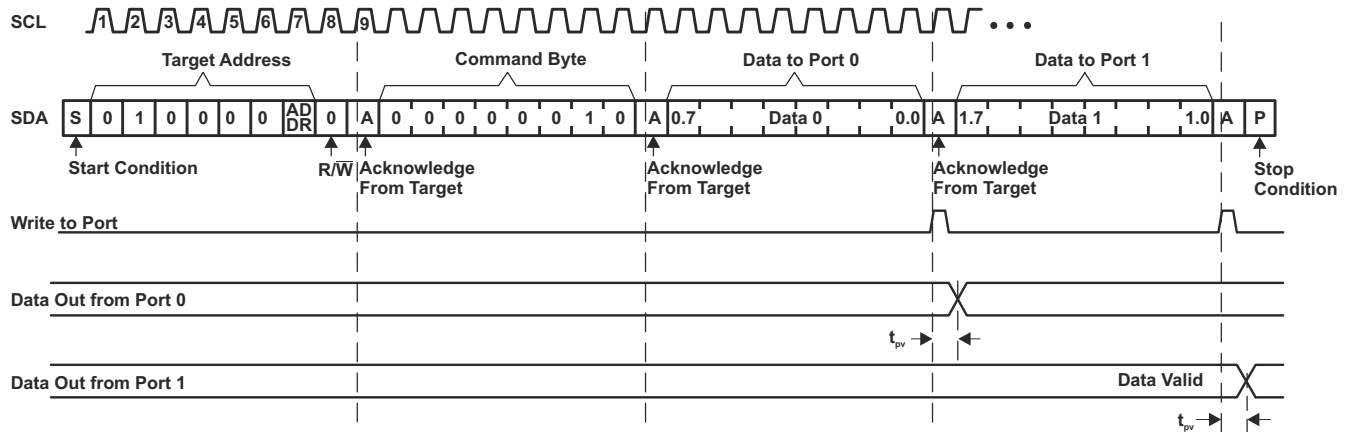 SCL 1 2 3 4 5 6 7 8 9 • • •
Target Address Command Byte Data to Port 0 Data to Port 1
SDA S 0 1 0 0 0 0 AD DR 0 A 0 0 0 0 0 0 1 0 A 0.7 Data 0 0.0 A 1.7 Data 1 1.0 A P
Start Condition R/W̅ Acknowledge From Target Acknowledge From Target Acknowledge From Target Stop Condition
Write to Port
Data Out from Port 0
tpv
Data Out from Port 1 Data Valid
tpv